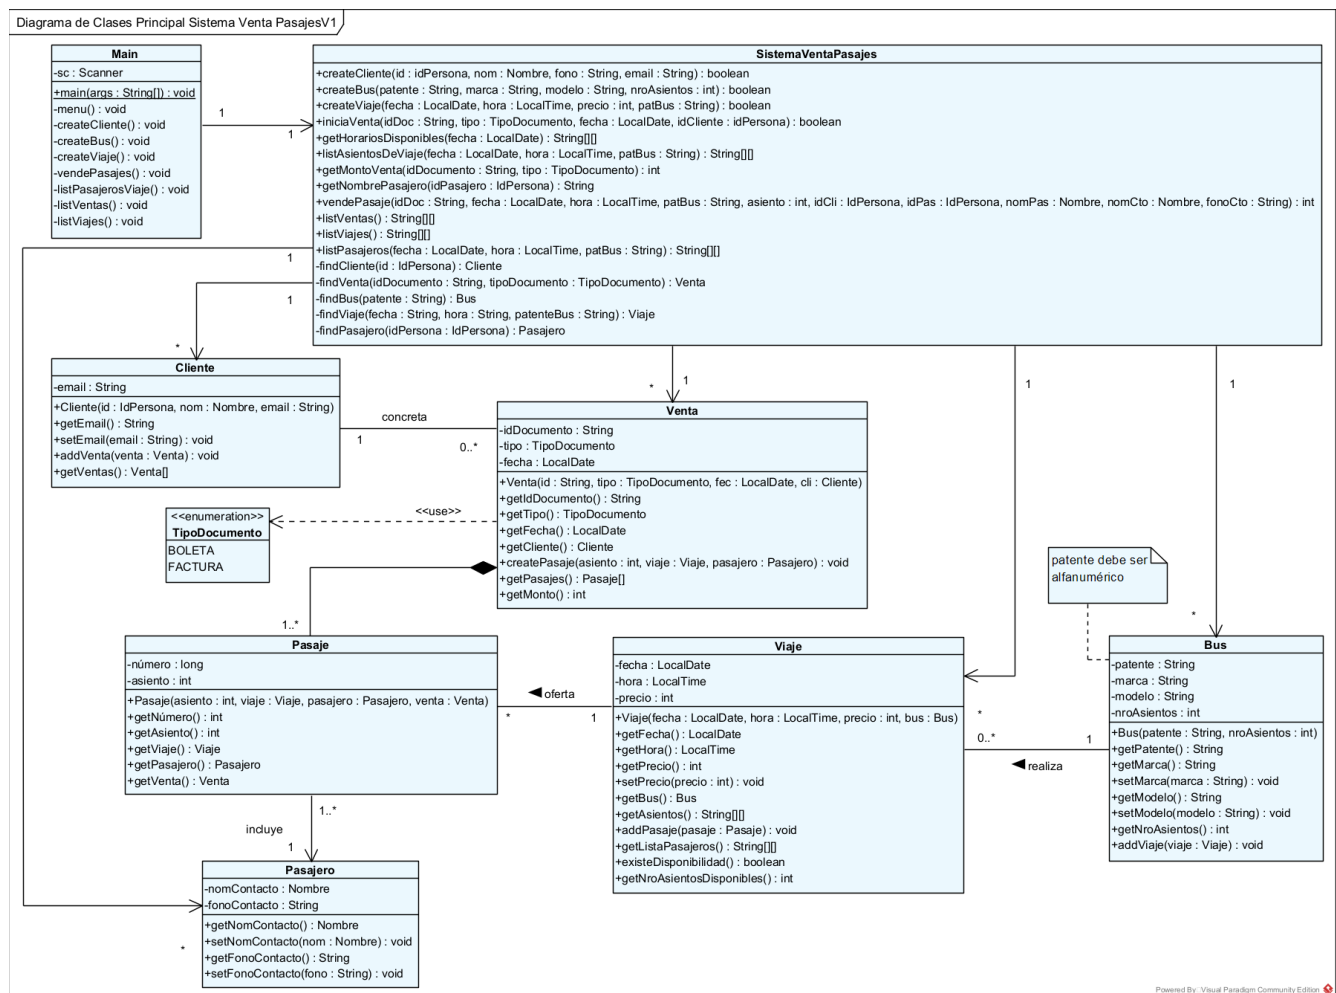 Diagrama de Clases Principal Sistema Venta PasajesV1
Main
-sc : Scanner
+main(args : String[]) : void
-menu() : void
-createCliente() : void
-createBus() : void
-createViaje() : void
-vendePasajes() : void
-listPasajerosViaje() : void
-listVentas() : void
-listViajes() : void
1
1
SistemaVentaPasajes
+createCliente(id : idPersona, nom : Nombre, fono : String, email : String) : boolean
+createBus(patente : String, marca : String, modelo : String, nroAsientos : int) : boolean
+createViaje(fecha : LocalDate, hora : LocalTime, precio : int, patBus : String) : boolean
+iniciaVenta(idDoc : String, tipo : TipoDocumento, fecha : LocalDate, idCliente : idPersona) : boolean
+getHorariosDisponibles(fecha : LocalDate) : String[][]
+listAsientosDeViaje(fecha : LocalDate, hora : LocalTime, patBus : String) : String[][]
+getMontoVenta(idDocumento : String, tipo : TipoDocumento) : int
+getNombrePasajero(idPasajero : IdPersona) : String
+vendePasaje(idDoc : String, fecha : LocalDate, hora : LocalTime, patBus : String, asiento : int, idCli : IdPersona, idPas : IdPersona, nomPas : Nombre, nomCto : Nombre, fonoCto : String) : int
+listVentas() : String[][]
+listViajes() : String[][]
+listPasajeros(fecha : LocalDate, hora : LocalTime, patBus : String) : String[][]
-findCliente(id : IdPersona) : Cliente
-findVenta(idDocumento : String, tipoDocumento : TipoDocumento) : Venta
-findBus(patente : String) : Bus
-findViaje(fecha : String, hora : String, patenteBus : String) : Viaje
-findPasajero(idPersona : IdPersona) : Pasajero
1
1
*
Cliente
-email : String
+Cliente(id : IdPersona, nom : Nombre, email : String)
+getEmail() : String
+setEmail(email : String) : void
+addVenta(venta : Venta) : void
+getVentas() : Venta[]
concreta
1
0..*
*
1
1
1
Venta
-idDocumento : String
-tipo : TipoDocumento
-fecha : LocalDate
+Venta(id : String, tipo : TipoDocumento, fec : LocalDate, cli : Cliente)
+getIdDocumento() : String
+getTipo() : TipoDocumento
+getFecha() : LocalDate
+getCliente() : Cliente
+createPasaje(asiento : int, viaje : Viaje, pasajero : Pasajero) : void
+getPasajes() : Pasaje[]
+getMonto() : int
<<use>>
<<enumeration>>
TipoDocumento
BOLETA
FACTURA
patente debe ser
alfanumérico
1..*
*
Pasaje
-número : long
-asiento : int
+Pasaje(asiento : int, viaje : Viaje, pasajero : Pasajero, venta : Venta)
+getNúmero() : int
+getAsiento() : int
+getViaje() : Viaje
+getPasajero() : Pasajero
+getVenta() : Venta
oferta
*
1
Viaje
-fecha : LocalDate
-hora : LocalTime
-precio : int
+Viaje(fecha : LocalDate, hora : LocalTime, precio : int, bus : Bus)
+getFecha() : LocalDate
+getHora() : LocalTime
+getPrecio() : int
+setPrecio(precio : int) : void
+getBus() : Bus
+getAsientos() : String[][]
+addPasaje(pasaje : Pasaje) : void
+getListaPasajeros() : String[][]
+existeDisponibilidad() : boolean
+getNroAsientosDisponibles() : int
*
0..*
1
realiza
Bus
-patente : String
-marca : String
-modelo : String
-nroAsientos : int
+Bus(patente : String, nroAsientos : int)
+getPatente() : String
+getMarca() : String
+setMarca(marca : String) : void
+getModelo() : String
+setModelo(modelo : String) : void
+getNroAsientos() : int
+addViaje(viaje : Viaje) : void
1..*
incluye
1
Pasajero
-nomContacto : Nombre
-fonoContacto : String
+getNomContacto() : Nombre
+setNomContacto(nom : Nombre) : void
+getFonoContacto() : String
+setFonoContacto(fono : String) : void
*
Powered By Visual Paradigm Community Edition